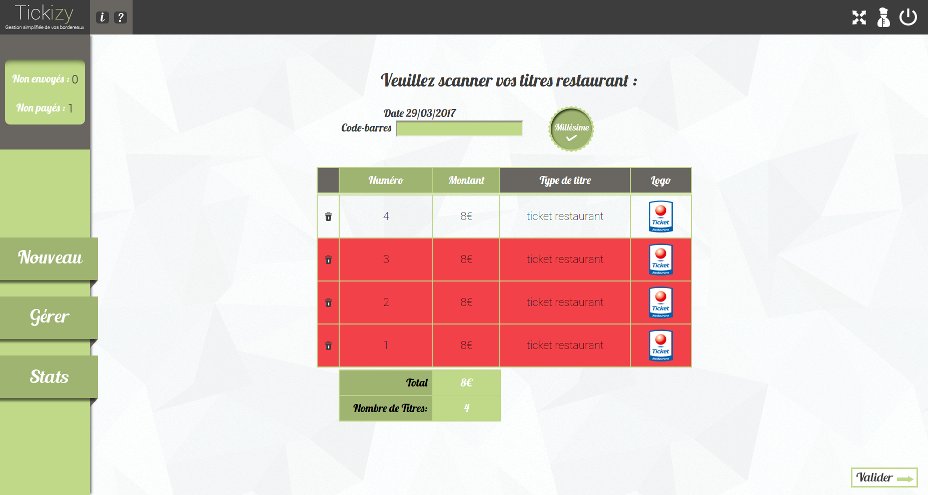 Tickizy
Gestion simplifiée de vos bordereaux
i ?
Non envoyés : 0
Non payés : 1
Nouveau
Gérer
Stats
Veuillez scanner vos titres restaurant :
Date 29/03/2017
Code-barres
Millésime
Numéro Montant Type de titre Logo
4 8€ ticket restaurant Ticket Restaurant
3 8€ ticket restaurant Ticket Restaurant
2 8€ ticket restaurant Ticket Restaurant
1 8€ ticket restaurant Ticket Restaurant
Total 8€
Nombre de Titres: 4
Valider